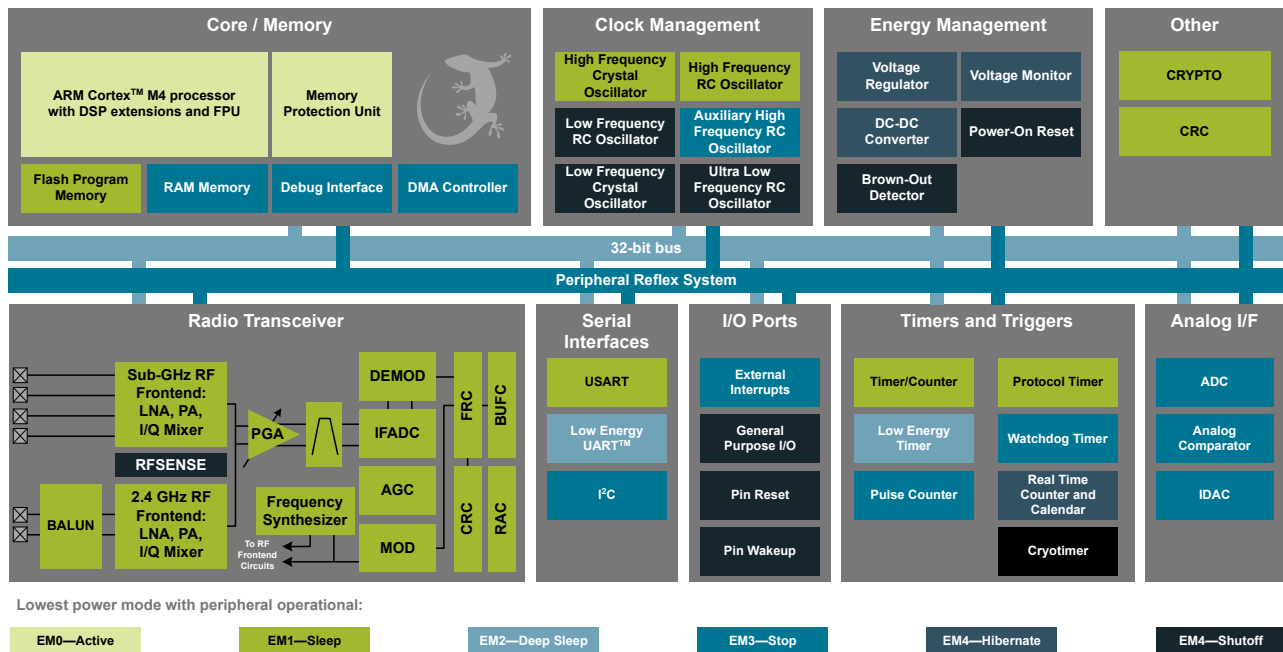 Core / Memory
ARM Cortex™ M4 processor
with DSP extensions and FPU
Memory
Protection Unit
Flash Program
Memory
RAM Memory
Debug Interface
DMA Controller
Clock Management
High Frequency
Crystal
Oscillator
High Frequency
RC Oscillator
Low Frequency
RC Oscillator
Auxiliary High
Frequency RC
Oscillator
Low Frequency
Crystal
Oscillator
Ultra Low
Frequency RC
Oscillator
Energy Management
Voltage
Regulator
Voltage Monitor
DC-DC
Converter
Power-On Reset
Brown-Out
Detector
Other
CRYPTO
CRC
32-bit bus
Peripheral Reflex System
Radio Transceiver
Sub-GHz RF
Frontend:
LNA, PA,
I/Q Mixer
RFSENSE
BALUN
2.4 GHz RF
Frontend:
LNA, PA,
I/Q Mixer
PGA
DEMOD
IFADC
AGC
MOD
Frequency
Synthesizer
To RF
Frontend
Circuits
FRC
BUFC
CRC
RAC
Serial
Interfaces
USART
Low Energy
UART™
I²C
I/O Ports
External
Interrupts
General
Purpose I/O
Pin Reset
Pin Wakeup
Timers and Triggers
Timer/Counter
Protocol Timer
Low Energy
Timer
Watchdog Timer
Pulse Counter
Real Time
Counter and
Calendar
Cryotimer
Analog I/F
ADC
Analog
Comparator
IDAC
Lowest power mode with peripheral operational:
EM0—Active
EM1—Sleep
EM2—Deep Sleep
EM3—Stop
EM4—Hibernate
EM4—Shutoff